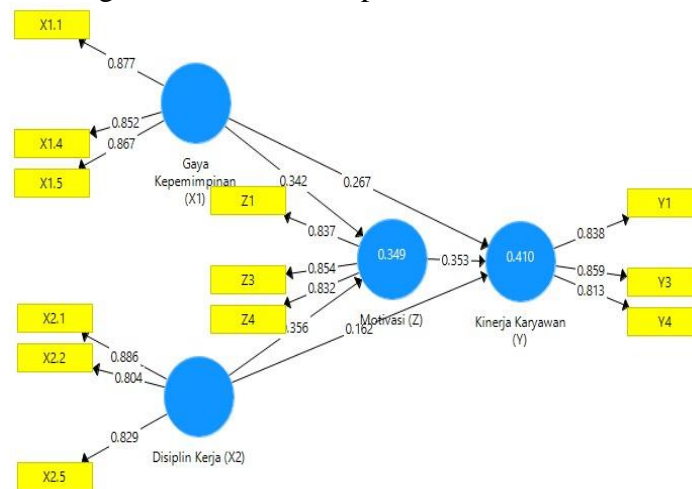 X1.1
0.877
X1.4
0.852
X1.5
0.867
Gaya
Kepemimpinan
(X1)
0.342
0.267
Z1
0.837
Z3
0.854
Z4
0.832
0.349
Motivasi (Z)
0.353
0.410
Kinerja Karyawan
(Y)
Y1
0.838
Y3
0.859
Y4
0.813
X2.1
0.886
X2.2
0.804
X2.5
0.829
.356
0.162
Disiplin Kerja (X2)